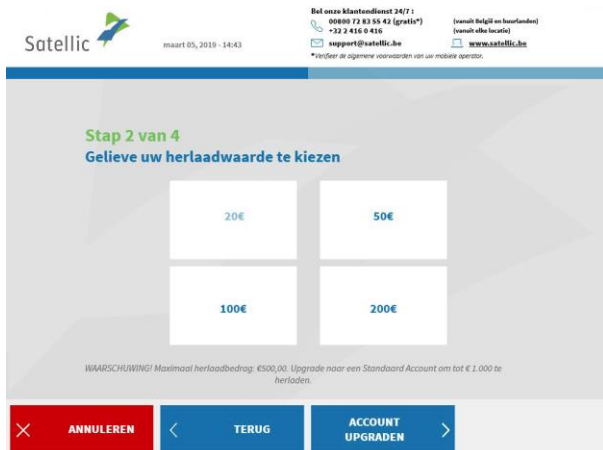 Satellic
maart 05, 2019 - 14:43
Bel onze klantendienst 24/7 :
00800 72 83 55 42 (gratis*) (vanuit België en buurlanden)
+32 2 416 0 416 (vanuit elke locatie)
support@satellic.be www.satellic.be
*Verifieer de algemene voorwaarden van uw mobiele operator.
Stap 2 van 4
Gelieve uw herlaadwaarde te kiezen
20€ 50€
100€ 200€
WAARSCHUWING! Maximaal herlaadbedrag: €500,00. Upgrade naar een Standaard Account om tot € 1.000 te
herladen.
ANNULEREN
TERUG
ACCOUNT
UPGRADEN